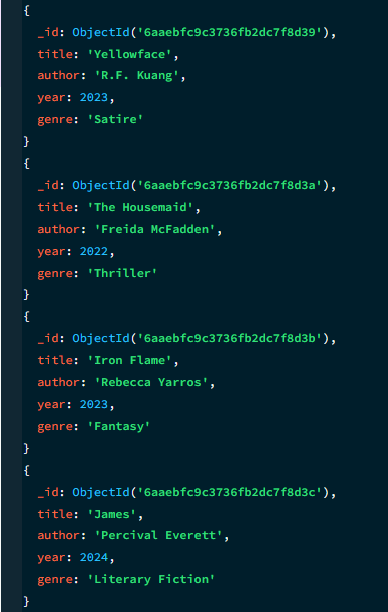 {
  _id: ObjectId('6aaebfc9c3736fb2dc7f8d39'),
  title: 'Yellowface',
  author: 'R.F. Kuang',
  year: 2023,
  genre: 'Satire'
}
{
  _id: ObjectId('6aaebfc9c3736fb2dc7f8d3a'),
  title: 'The Housemaid',
  author: 'Freida McFadden',
  year: 2022,
  genre: 'Thriller'
}
{
  _id: ObjectId('6aaebfc9c3736fb2dc7f8d3b'),
  title: 'Iron Flame',
  author: 'Rebecca Yarros',
  year: 2023,
  genre: 'Fantasy'
}
{
  _id: ObjectId('6aaebfc9c3736fb2dc7f8d3c'),
  title: 'James',
  author: 'Percival Everett',
  year: 2024,
  genre: 'Literary Fiction'
}